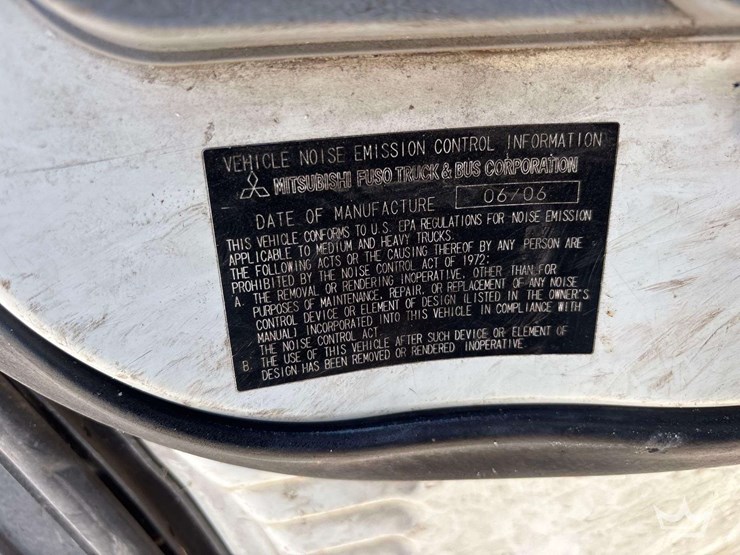 VEHICLE NOISE EMISSION CONTROL INFORMATION
MITSUBISHI FUSO TRUCK & BUS CORPORATION
DATE OF MANUFACTURE 06/06
THIS VEHICLE CONFORMS TO U.S. EPA REGULATIONS FOR NOISE EMISSION
APPLICABLE TO MEDIUM AND HEAVY TRUCKS.
THE FOLLOWING ACTS OR THE CAUSING THEREOF BY ANY PERSON ARE
PROHIBITED BY THE NOISE CONTROL ACT OF 1972:
A. THE REMOVAL OR RENDERING INOPERATIVE, OTHER THAN FOR
PURPOSES OF MAINTENANCE, REPAIR, OR REPLACEMENT OF ANY NOISE
CONTROL DEVICE OR ELEMENT OF DESIGN (LISTED IN THE OWNER'S
MANUAL) INCORPORATED INTO THIS VEHICLE IN COMPLIANCE WITH
THE NOISE CONTROL ACT.
B. THE USE OF THIS VEHICLE AFTER SUCH DEVICE OR ELEMENT OF
DESIGN HAS BEEN REMOVED OR RENDERED INOPERATIVE.